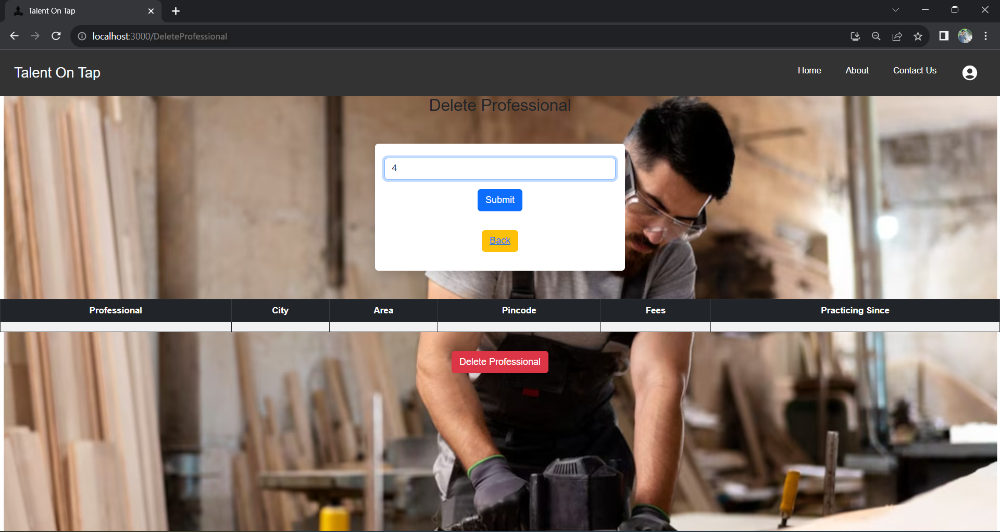 Talent On Tap
localhost:3000/DeleteProfessional
Talent On Tap
Home About Contact Us
Delete Professional
4
Submit
Back
Professional City Area Pincode Fees Practicing Since
Delete Professional